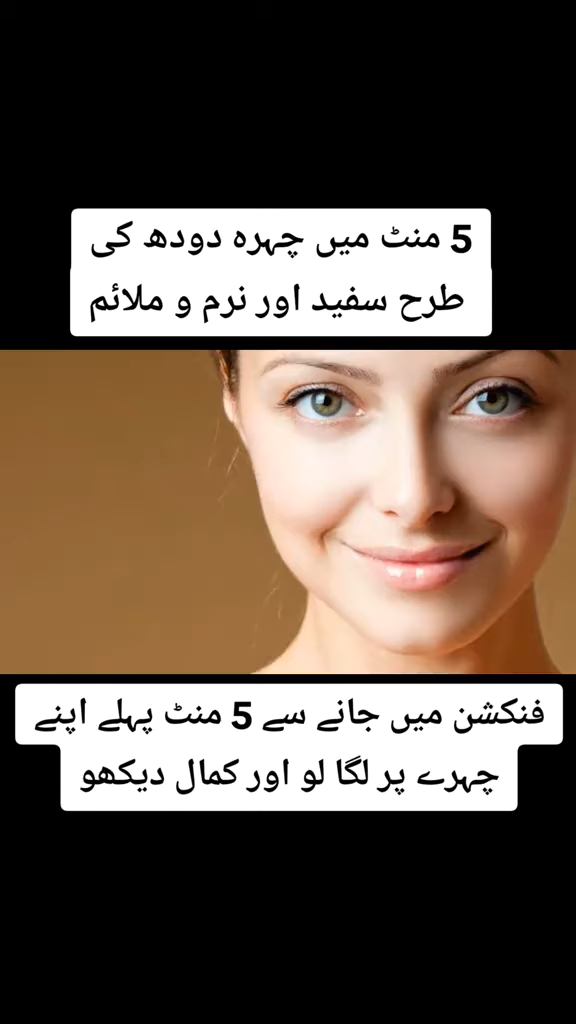 5 منٹ میں چہرہ دودھ کی
طرح سفید اور نرم و ملائم
فنکشن میں جانے سے 5 منٹ پہلے اپنے
چہرے پر لگا لو اور کمال دیکھو